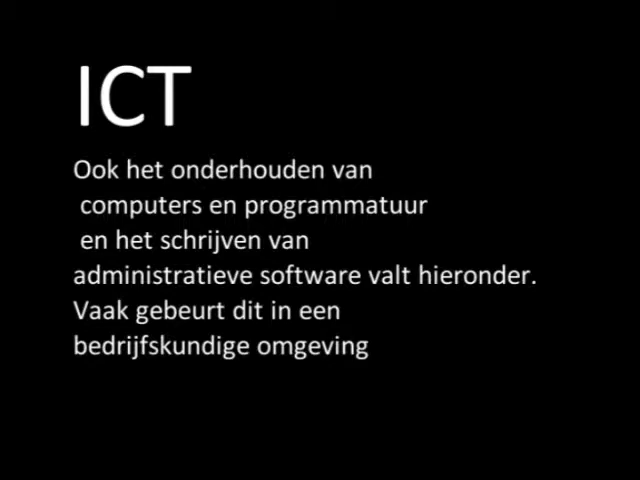 ICT
Ook het onderhouden van
computers en programmatuur
en het schrijven van
administratieve software valt hieronder.
Vaak gebeurt dit in een
bedrijfskundige omgeving